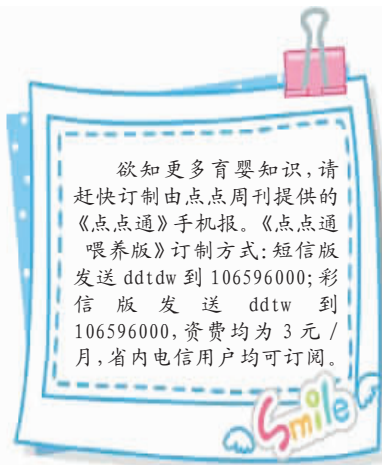 欲知更多育婴知识,请
赶快订制由点点周刊提供的
《点点通》手机报。《点点通
喂养版》订制方式:短信版
发送 ddtdw 到 106596000;彩
信版发送 ddtw 到
106596000,资费均为 3 元 /
月,省内电信用户均可订阅。
Smile